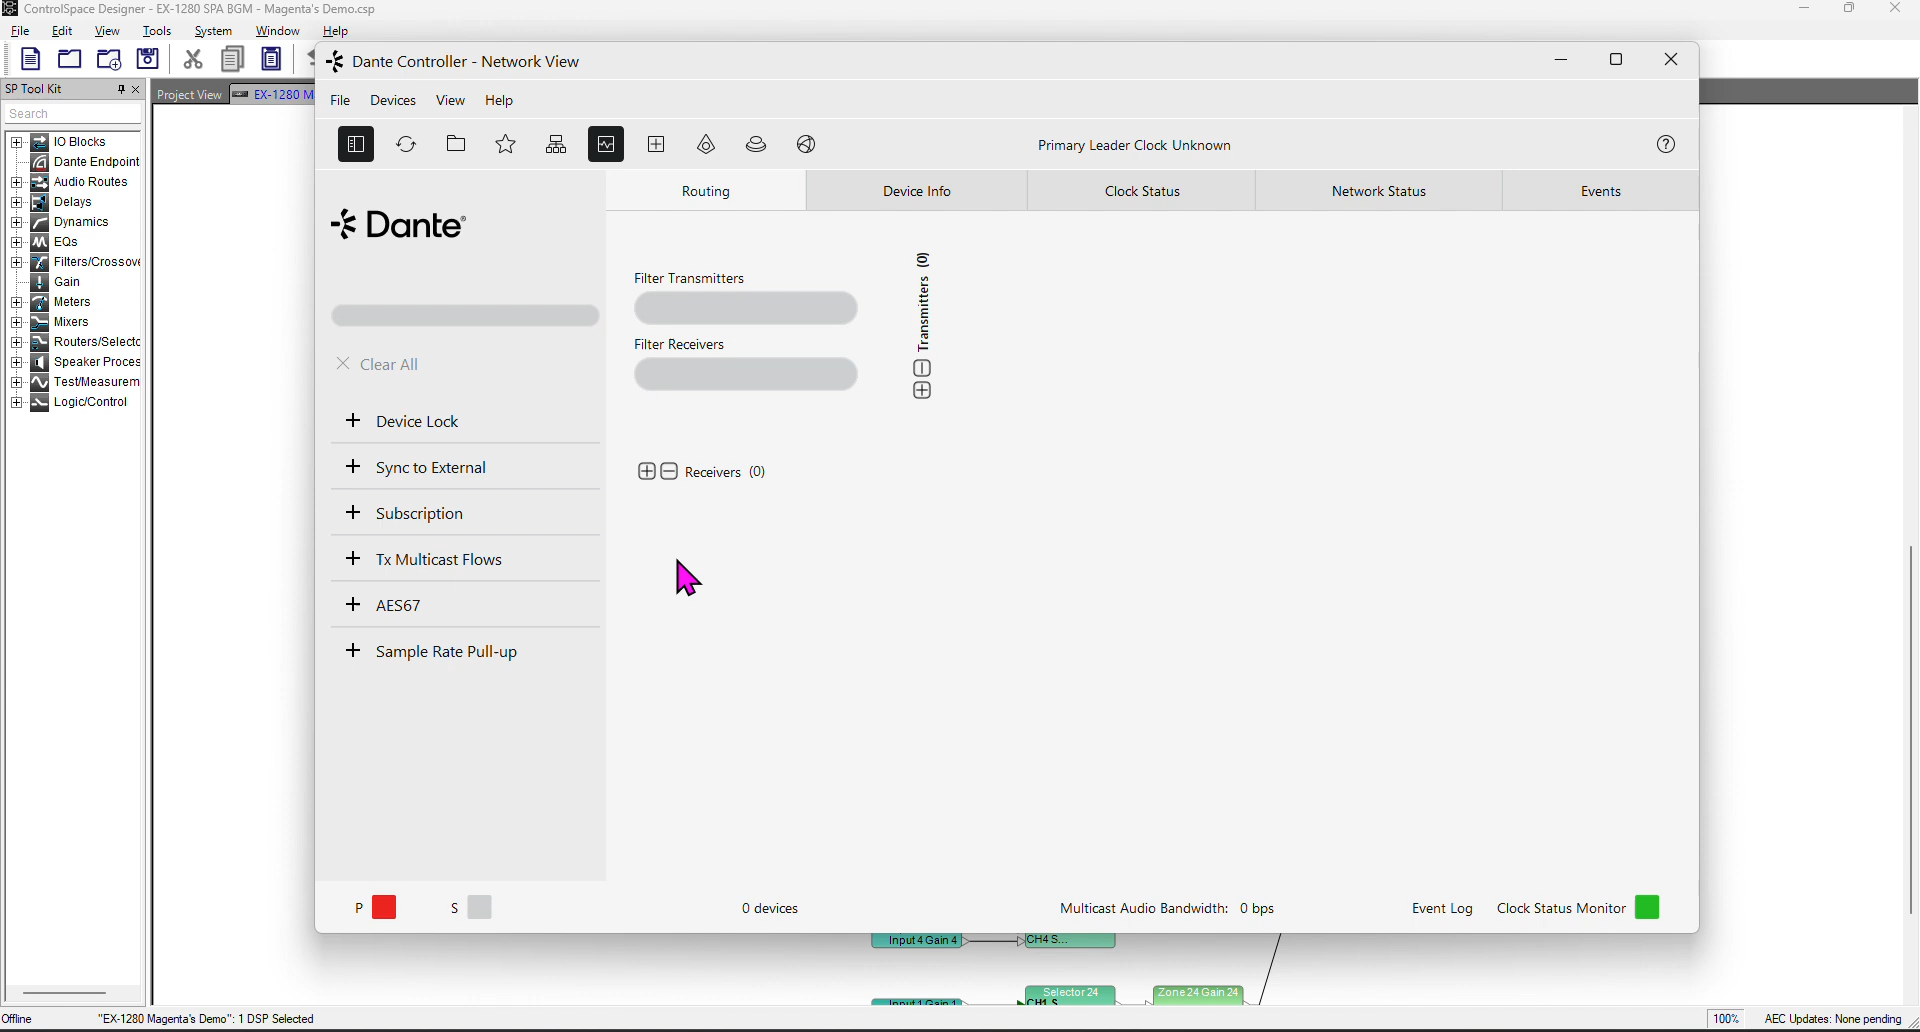 ControlSpace Designer - EX-1280 SPA BGM - Magenta's Demo.csp
File Edit View Tools System Window Help
SP Tool Kit
Search
IO Blocks
Dante Endpoint
Audio Routes
Delays
Dynamics
EQs
Filters/Crossove
Gain
Meters
Mixers
Routers/Selecto
Speaker Proces
Test/Measurem
Logic/Control
Project View EX-1280 M
Dante Controller - Network View
File Devices View Help
Primary Leader Clock Unknown
Routing Device Info Clock Status Network Status Events
Dante®
Clear All
Device Lock
Sync to External
Subscription
Tx Multicast Flows
AES67
Sample Rate Pull-up
Filter Transmitters
Filter Receivers
Transmitters (0)
Receivers (0)
P S 0 devices Multicast Audio Bandwidth: 0 bps Event Log Clock Status Monitor
Input 4 Gain 4 CH4 S...
Selector 24 Zone 24 Gain 24
Input 1 Gain 1 CH1 S
Offline "EX-1280 Magenta's Demo": 1 DSP Selected 100% AEC Updates: None pending